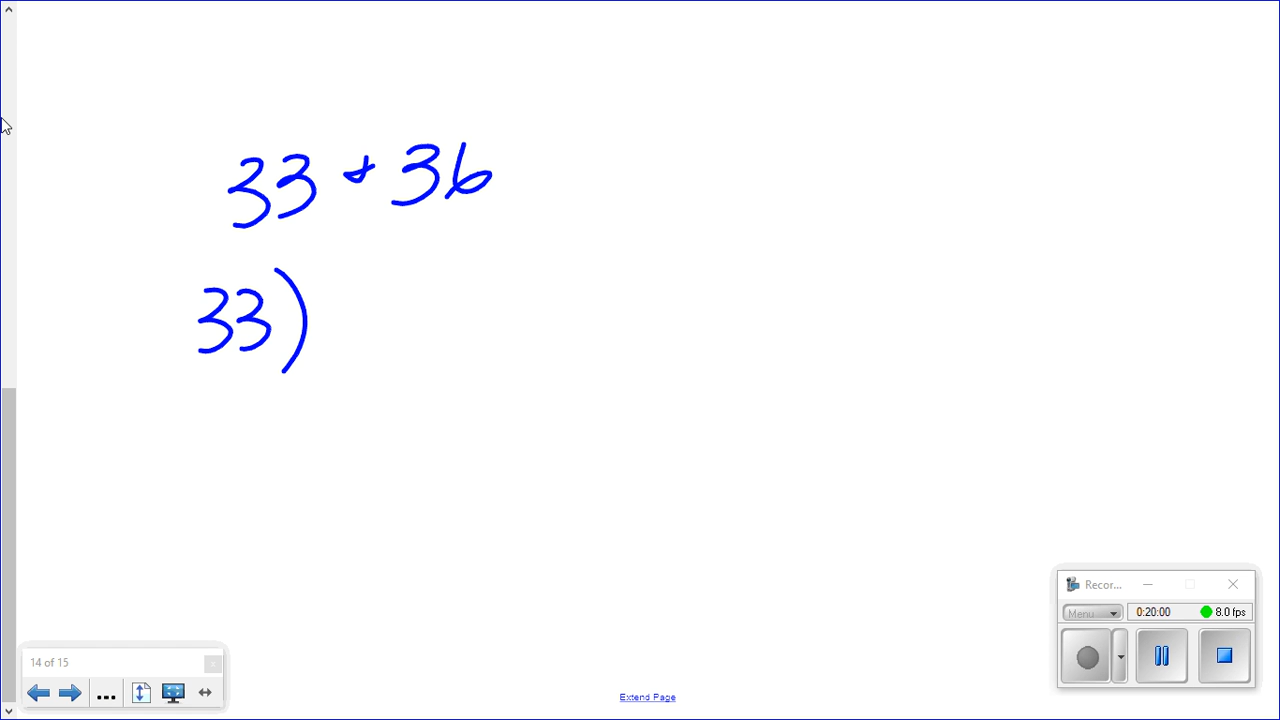 33 + 36
33)
Recor...
Menu
0:20:00
8.0 fps
14 of 15
Extend Page